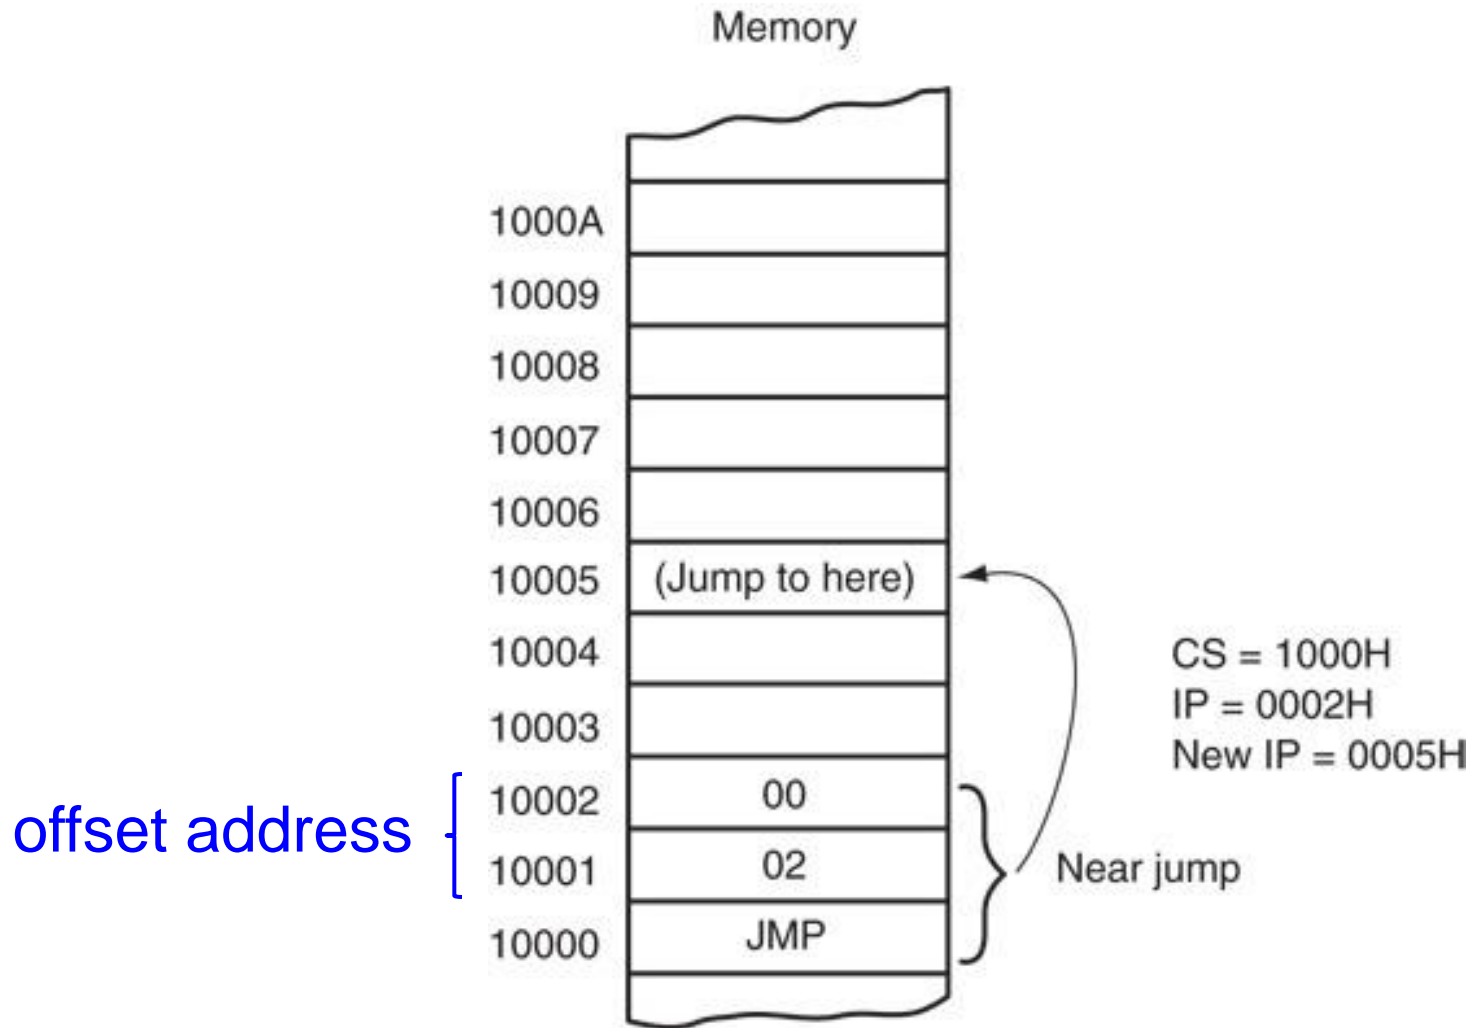 Memory
1000A
10009
10008
10007
10006
10005 (Jump to here)
10004
10003
CS = 1000H
IP = 0002H
New IP = 0005H
offset address
10002 00
10001 02
10000 JMP
Near jump